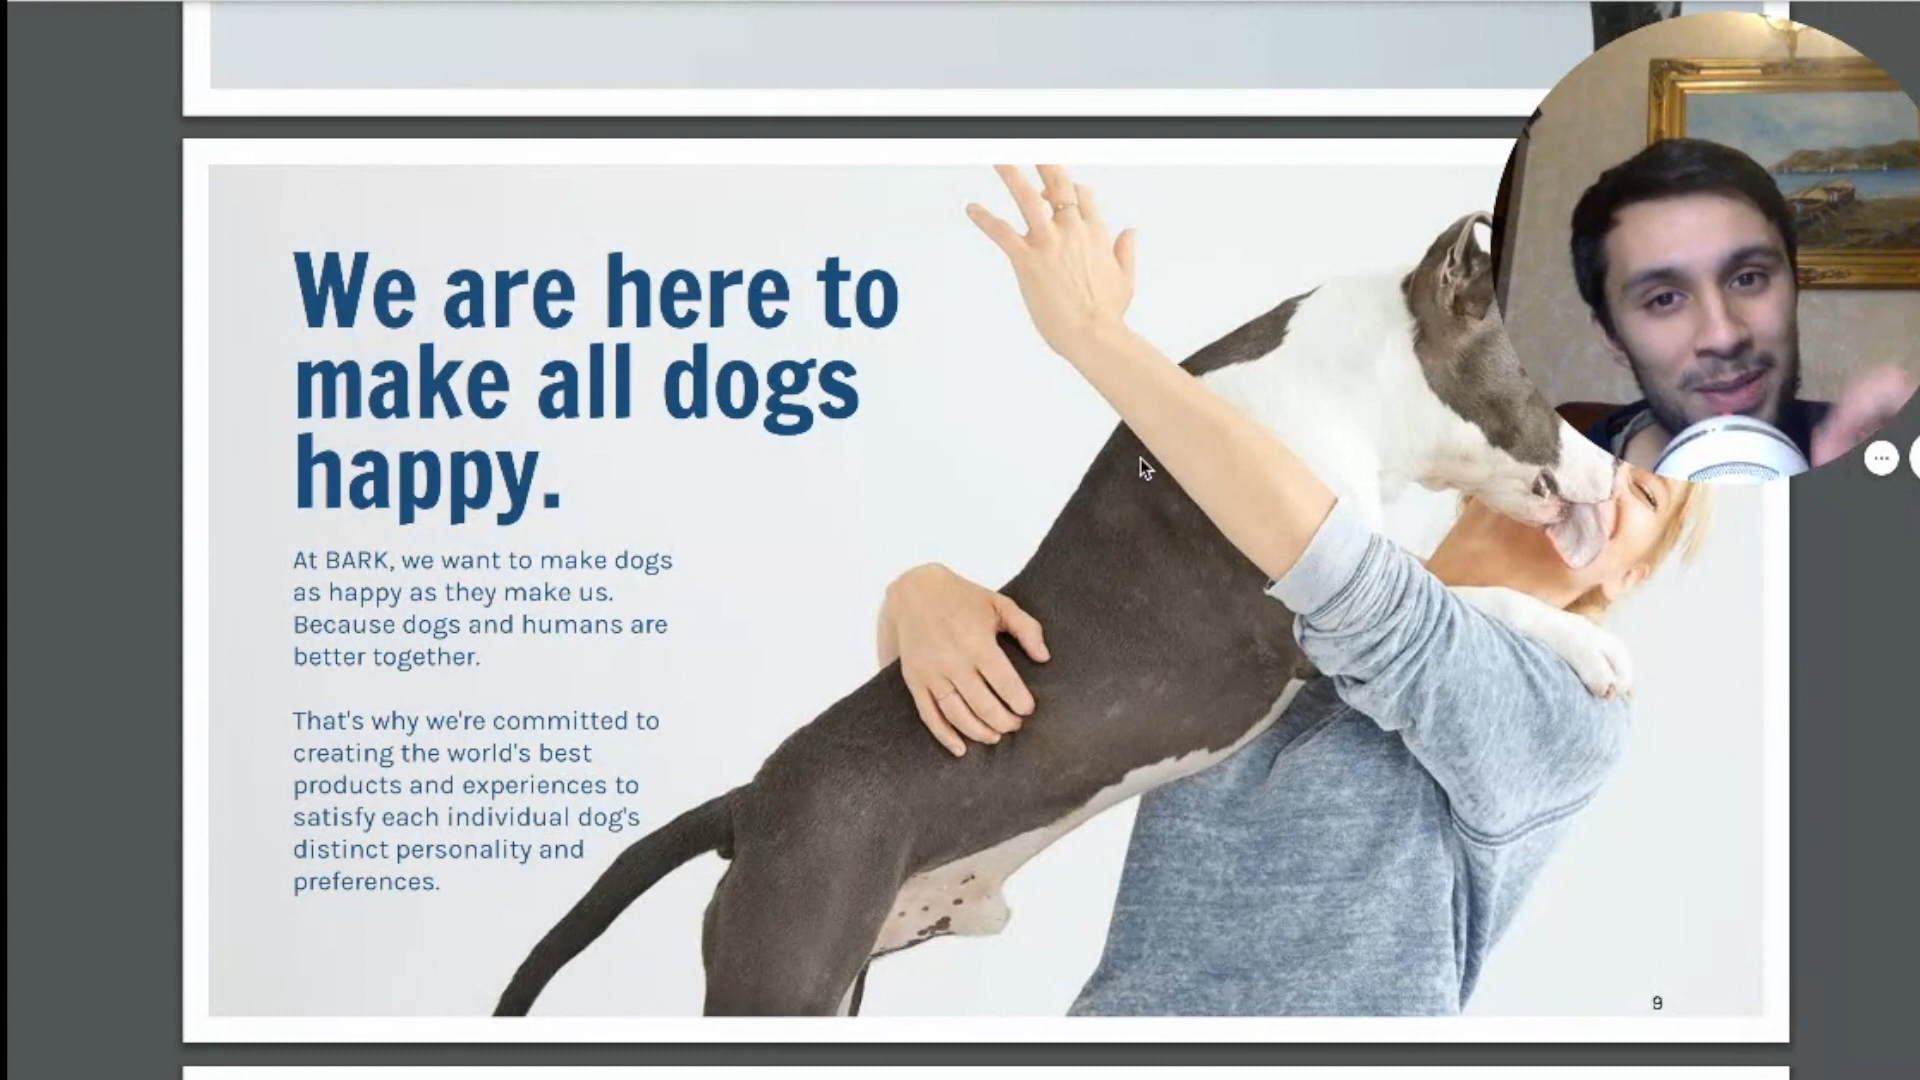 We are here to
make all dogs
happy.
At BARK, we want to make dogs
as happy as they make us.
Because dogs and humans are
better together.
That's why we're committed to
creating the world's best
products and experiences to
satisfy each individual dog's
distinct personality and
preferences.
9